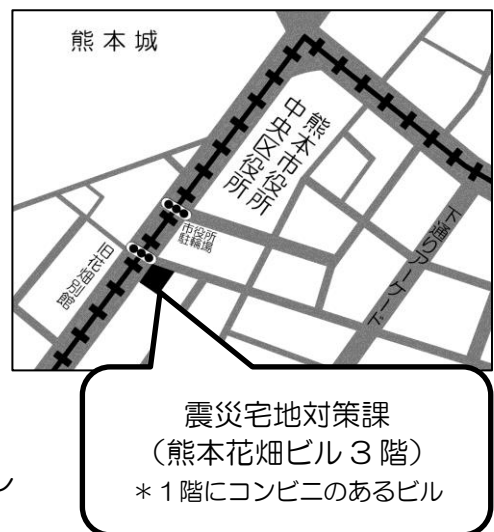 熊本城
熊本市役所
中央区役所
市役所
駐輪場
旧花畑別館
下通りアーケード
震災宅地対策課
（熊本花畑ビル３階）
＊１階にコンビニのあるビル
し